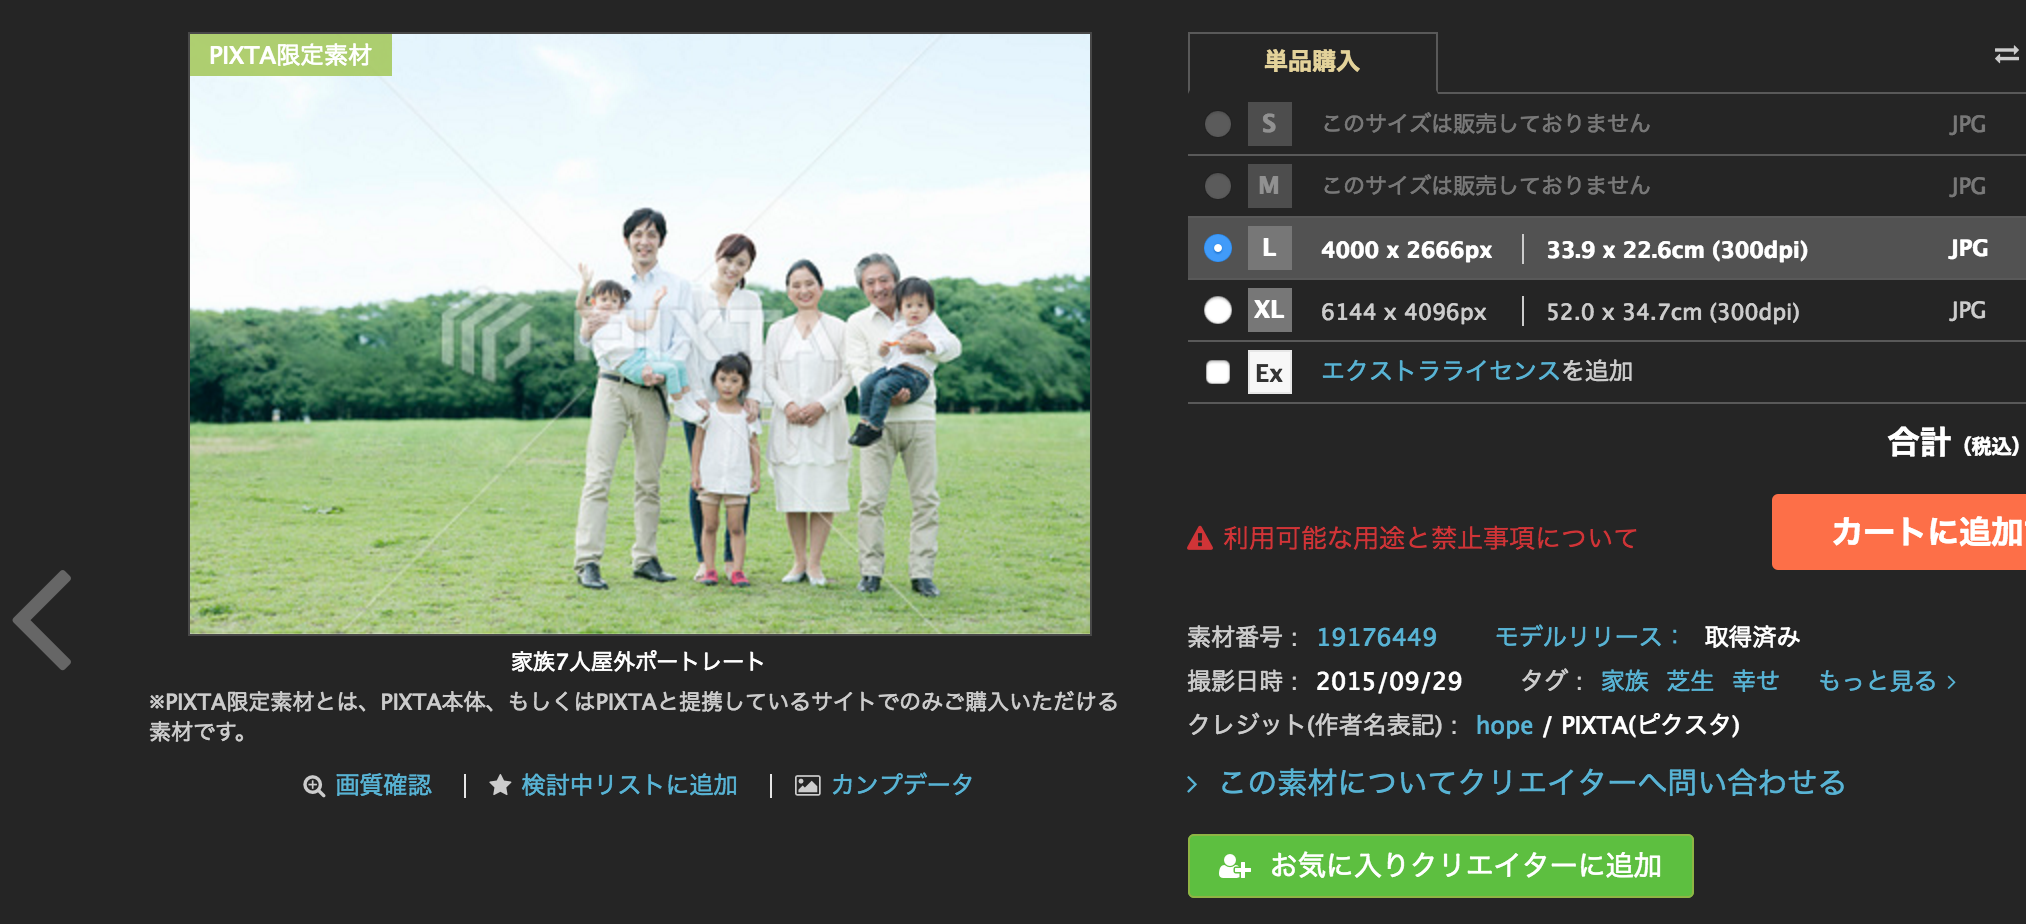 PIXTA限定素材
PIXTA
家族7人屋外ポートレート
※PIXTA限定素材とは、PIXTA本体、もしくはPIXTAと提携しているサイトでのみご購入いただける
素材です。
画質確認 | 検討中リストに追加 | カンプデータ
単品購入
S このサイズは販売しておりません JPG
M このサイズは販売しておりません JPG
L 4000 x 2666px | 33.9 x 22.6cm (300dpi) JPG
XL 6144 x 4096px | 52.0 x 34.7cm (300dpi) JPG
Ex エクストラライセンスを追加
合計 (税込)
利用可能な用途と禁止事項について
カートに追加
素材番号： 19176449 モデルリリース： 取得済み
撮影日時： 2015/09/29 タグ： 家族 芝生 幸せ もっと見る
クレジット(作者名表記)： hope / PIXTA(ピクスタ)
この素材についてクリエイターへ問い合わせる
お気に入りクリエイターに追加